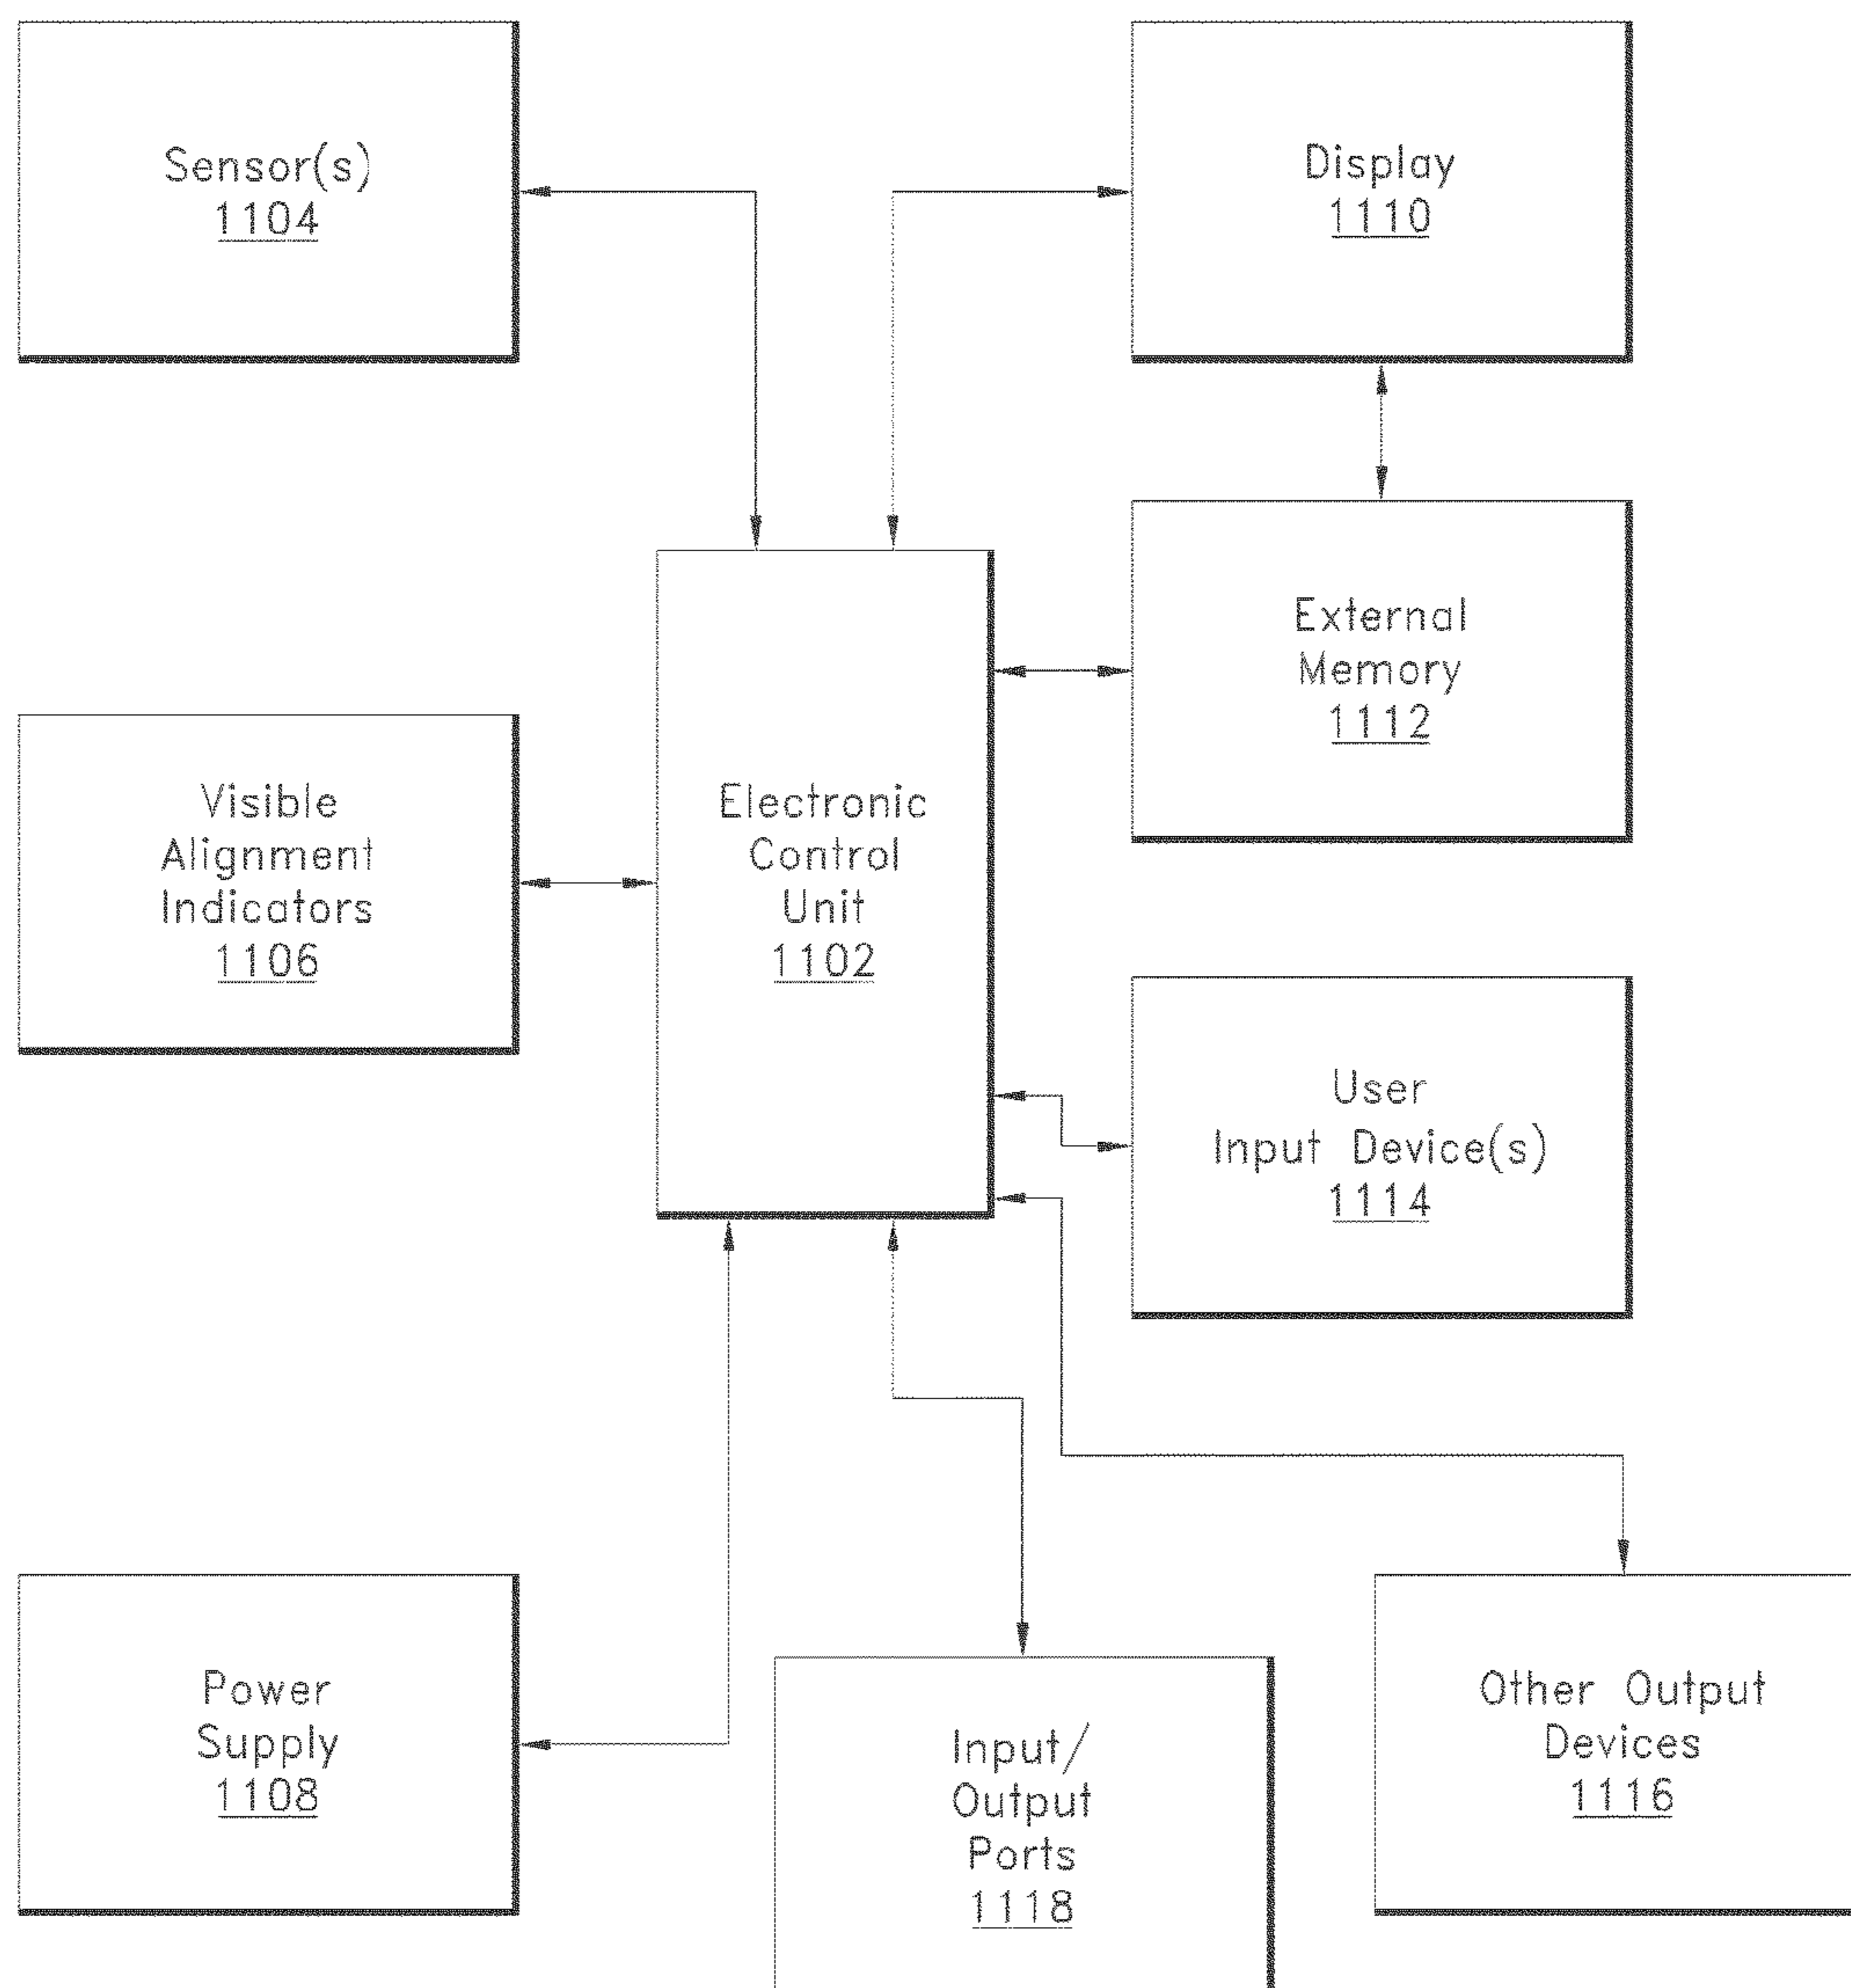 Sensor(s)
1104
Display
1110
External
Memory
1112
Visible
Alignment
Indicators
1106
Electronic
Control
Unit
1102
User
Input Device(s)
1114
Power
Supply
1108
Input/
Output
Ports
1118
Other Output
Devices
1116